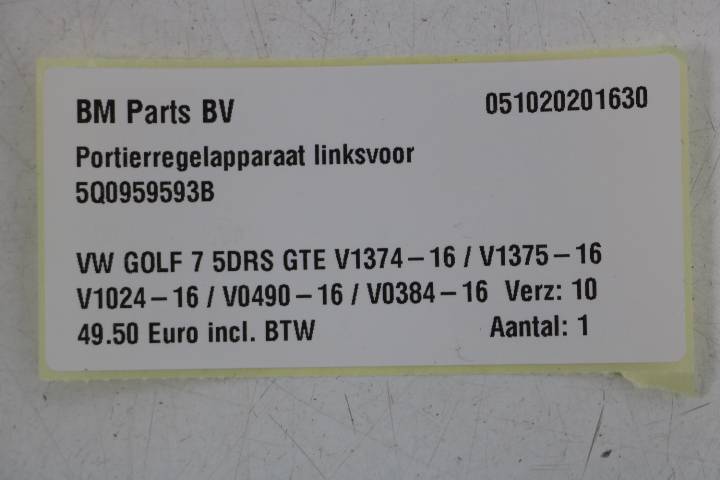 BM Parts BV 051020201630
Portierregelapparaat linksvoor
5Q0959593B
VW GOLF 7 5DRS GTE V1374-16 / V1375-16
V1024-16 / V0490-16 / V0384-16 Verz: 10
49.50 Euro incl. BTW Aantal: 1